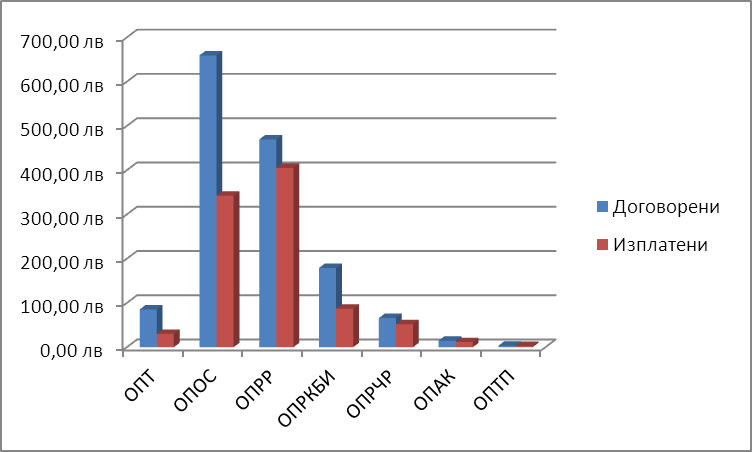 700,00 лв
600,00 лв
500,00 лв
400,00 лв
300,00 лв
200,00 лв
100,00 лв
0,00 лв
ОПТ
ОПОС
ОПРР
ОПРКБИ
ОПРЧР
ОПАК
ОПТП
Договорени
Изплатени